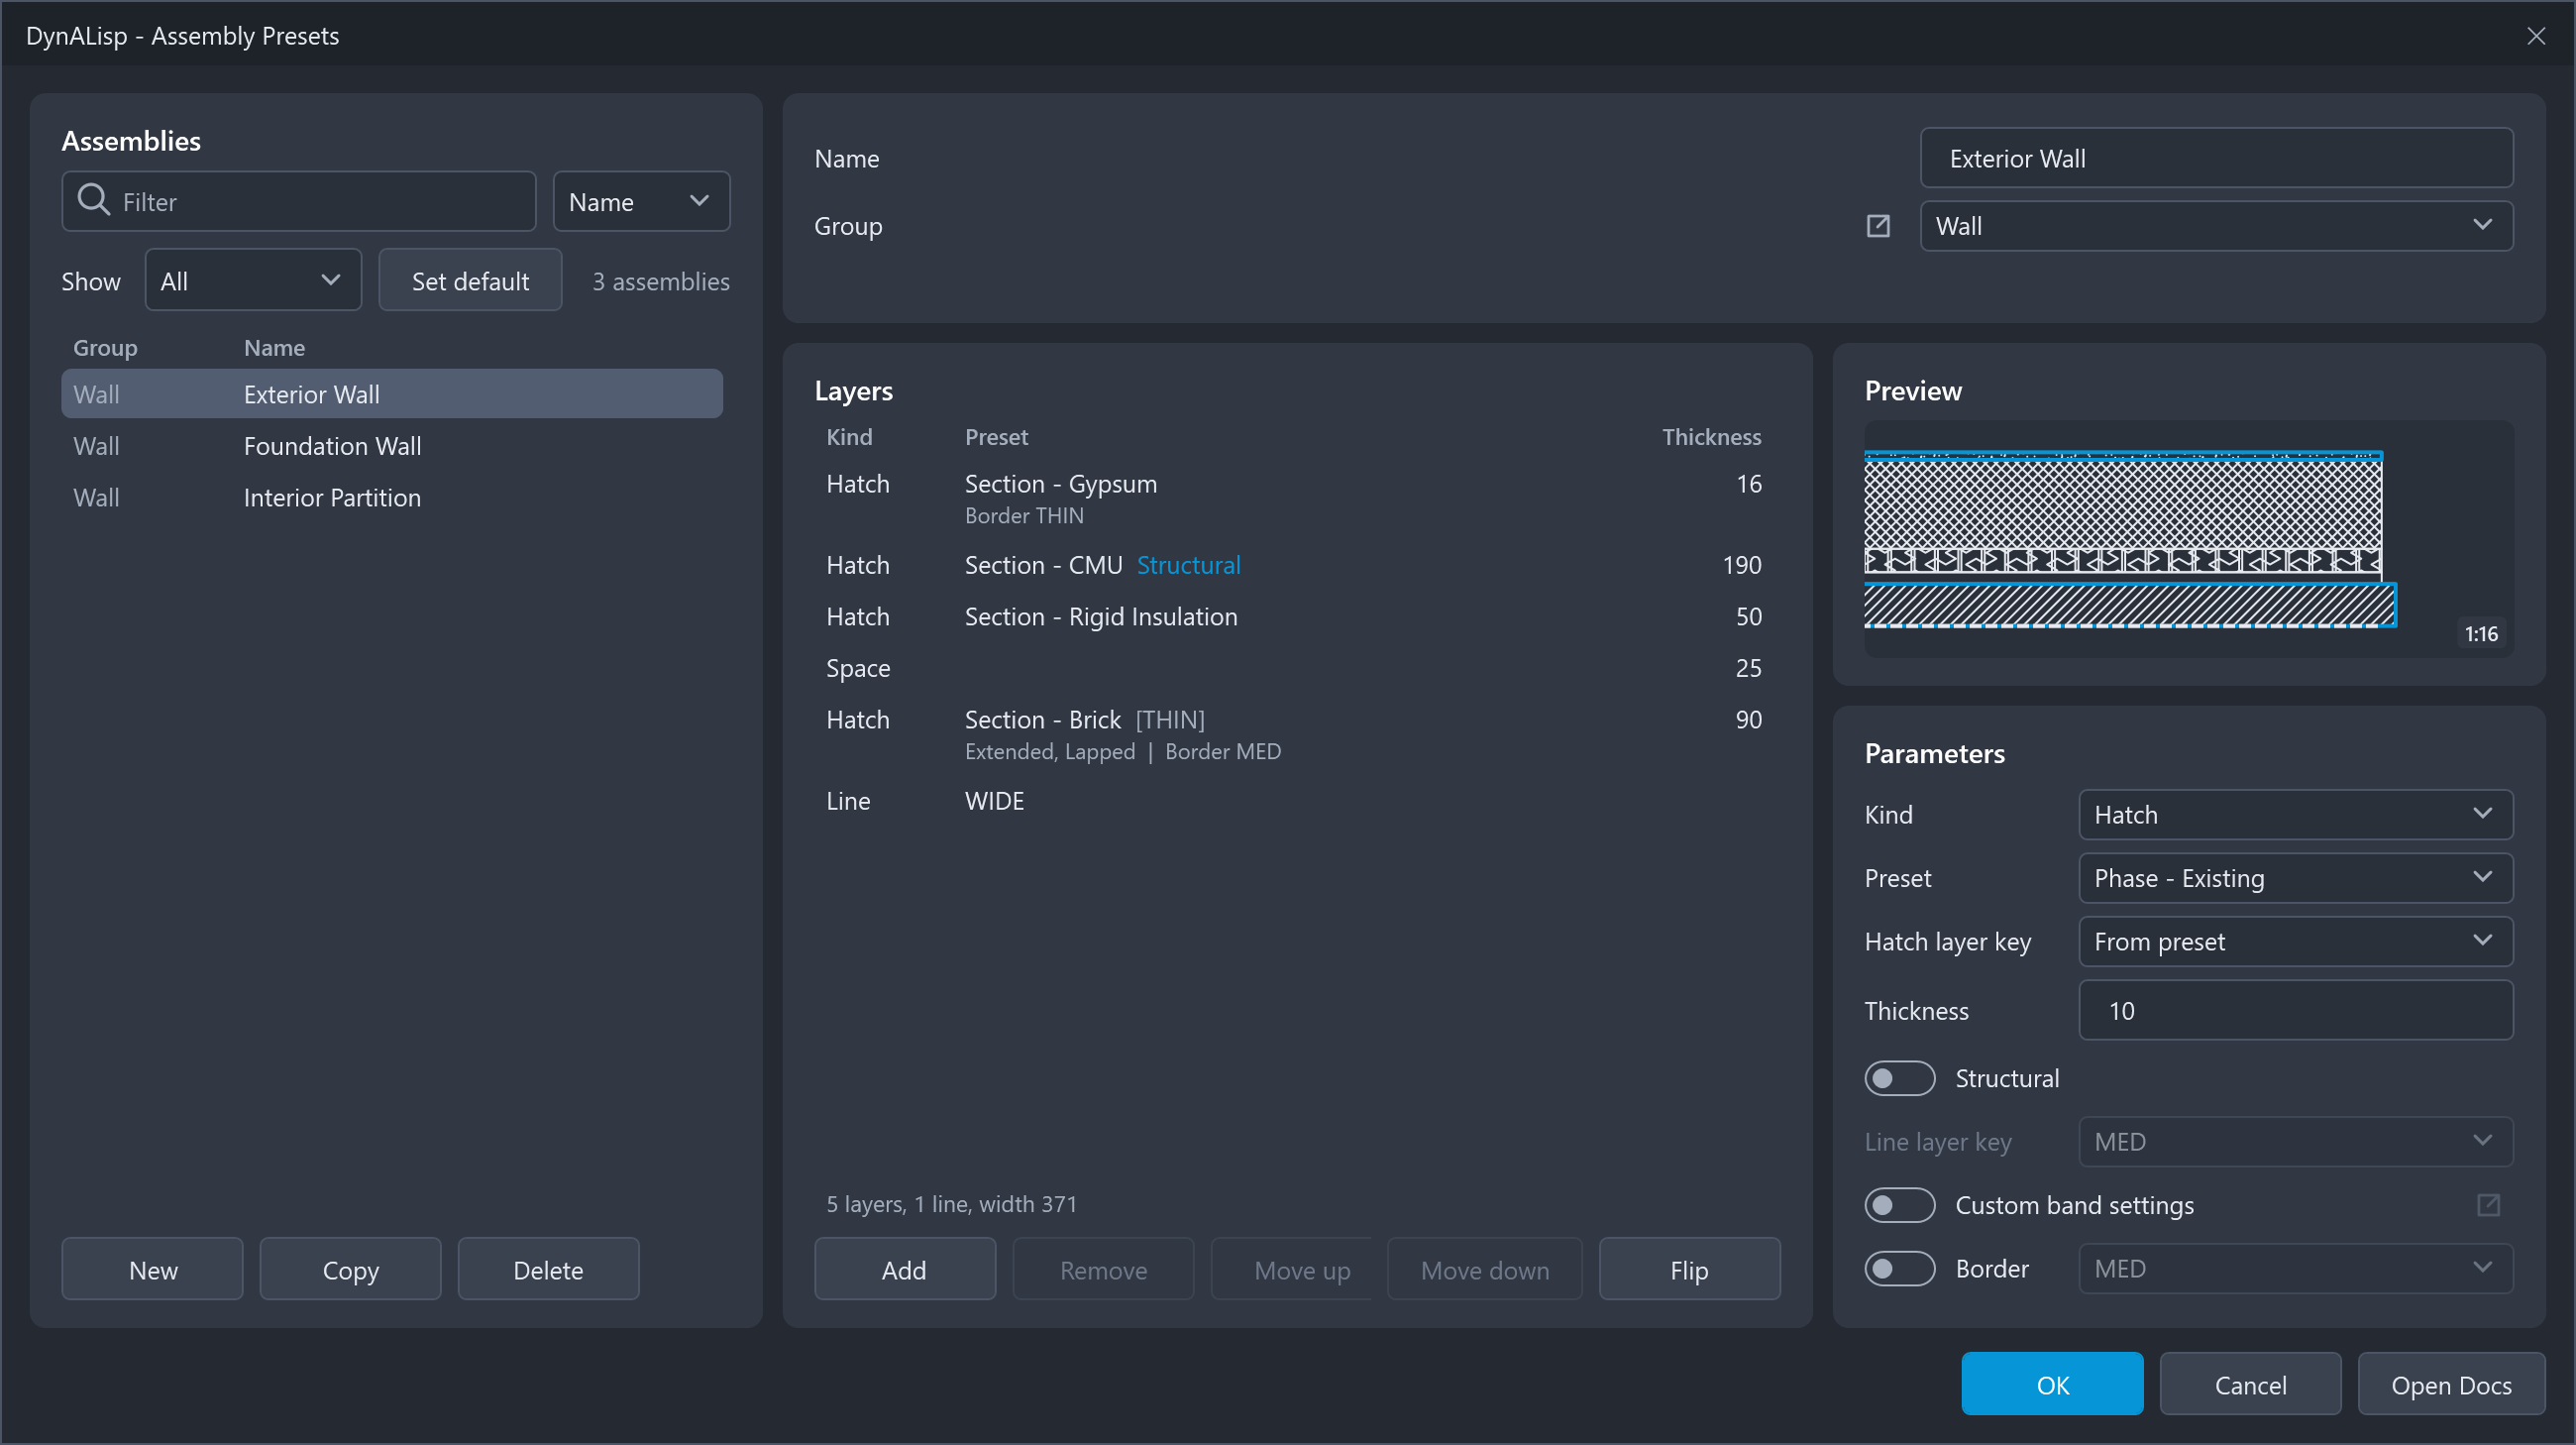 DynALisp - Assembly Presets
Assemblies
Filter
Name
Show
All
Set default
3 assemblies
Group Name
Wall Exterior Wall
Wall Foundation Wall
Wall Interior Partition
New
Copy
Delete
Name
Exterior Wall
Group
Wall
Layers
Kind Preset Thickness
Hatch Section - Gypsum 16
Border THIN
Hatch Section - CMU Structural 190
Hatch Section - Rigid Insulation 50
Space 25
Hatch Section - Brick [THIN] 90
Extended, Lapped | Border MED
Line WIDE
5 layers, 1 line, width 371
Add
Remove
Move up
Move down
Flip
Preview
1:16
Parameters
Kind
Hatch
Preset
Phase - Existing
Hatch layer key
From preset
Thickness
10
Structural
Line layer key
MED
Custom band settings
Border
MED
OK
Cancel
Open Docs